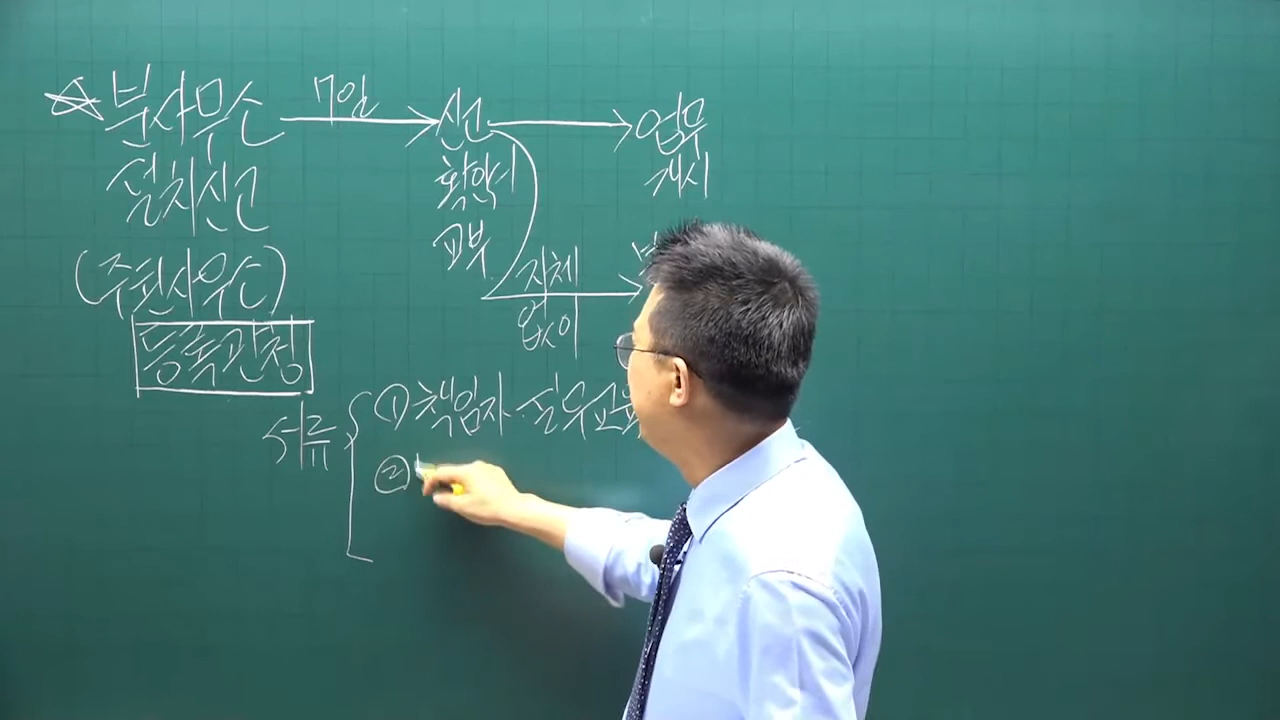 ☆ 분사무소 7일 → 신고 → 업무
설치신고 확인서 개시
(주된사무소) 교부
등록관청 지체
없이
서류 ① 책임자·실무교육
②